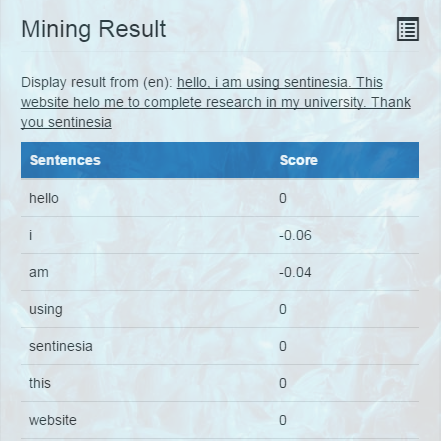 Mining Result
Display result from (en): hello, i am using sentinesia. This
website helo me to complete research in my university. Thank
you sentinesia
Sentences Score
hello 0
i -0.06
am -0.04
using 0
sentinesia 0
this 0
website 0